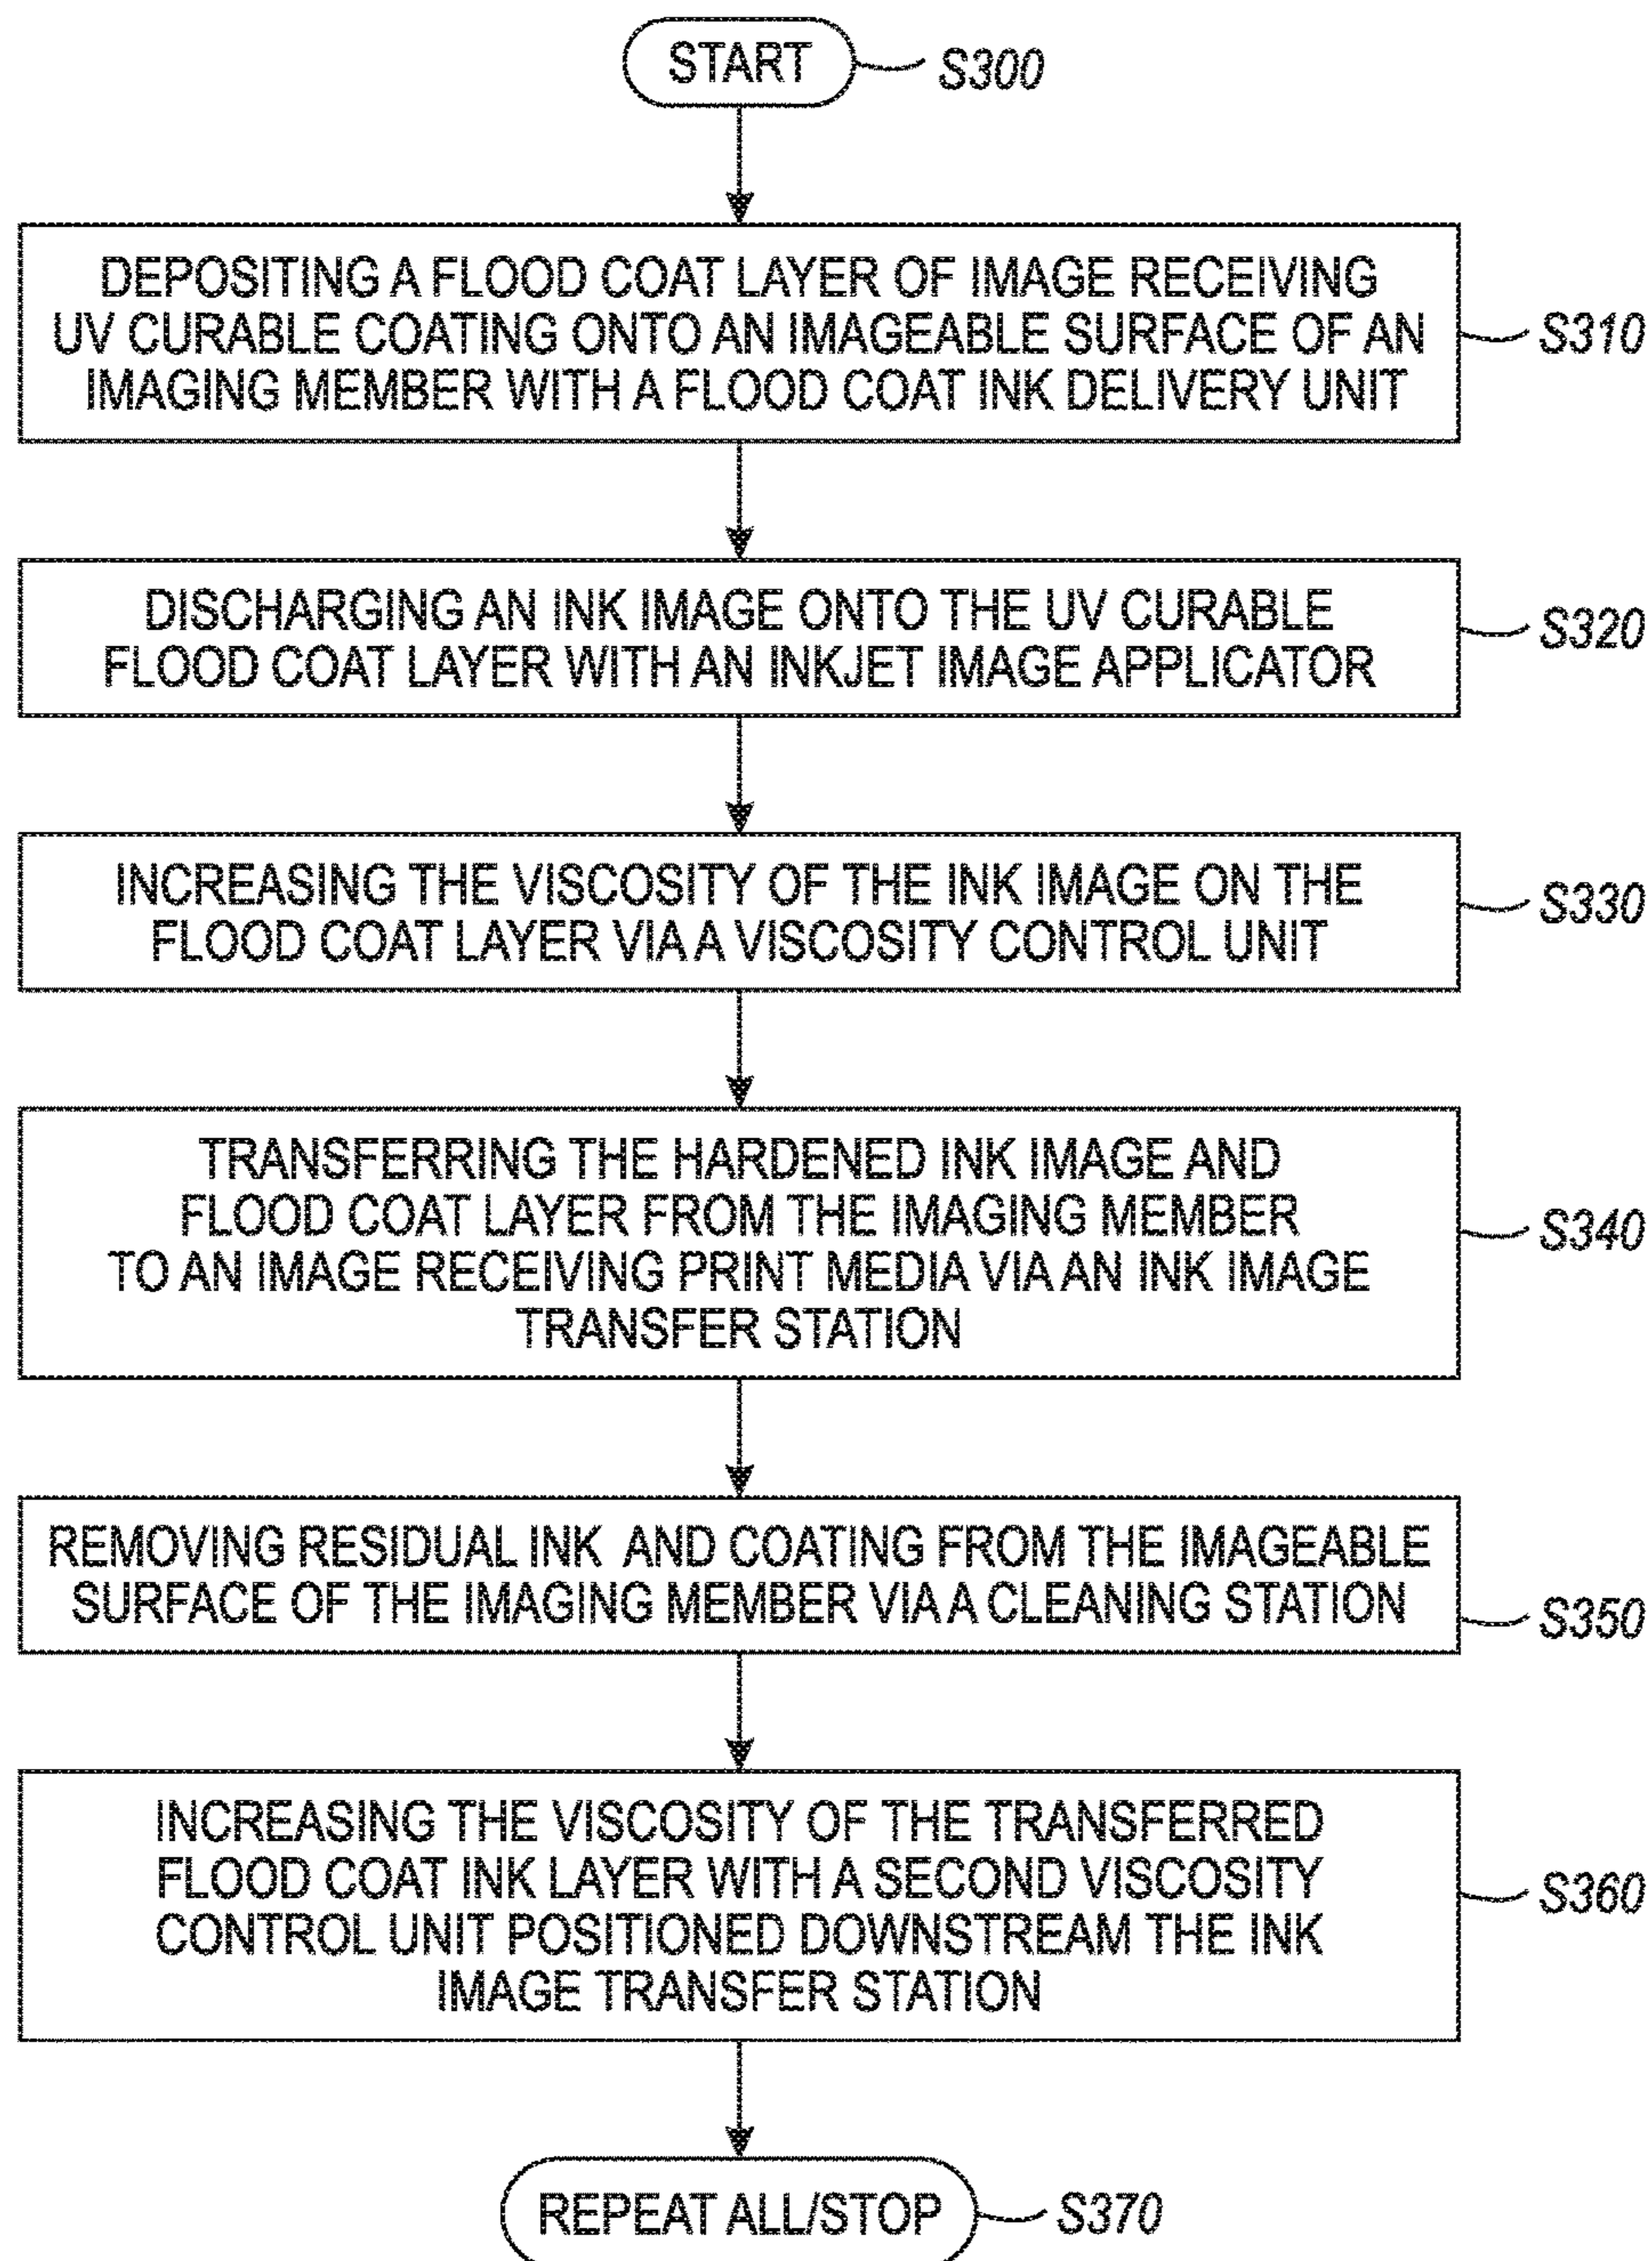 START
S300
DEPOSITING A FLOOD COAT LAYER OF IMAGE RECEIVING
UV CURABLE COATING ONTO AN IMAGEABLE SURFACE OF AN
IMAGING MEMBER WITH A FLOOD COAT INK DELIVERY UNIT
S310
DISCHARGING AN INK IMAGE ONTO THE UV CURABLE
FLOOD COAT LAYER WITH AN INKJET IMAGE APPLICATOR
S320
INCREASING THE VISCOSITY OF THE INK IMAGE ON THE
FLOOD COAT LAYER VIA A VISCOSITY CONTROL UNIT
S330
TRANSFERRING THE HARDENED INK IMAGE AND
FLOOD COAT LAYER FROM THE IMAGING MEMBER
TO AN IMAGE RECEIVING PRINT MEDIA VIA AN INK IMAGE
TRANSFER STATION
S340
REMOVING RESIDUAL INK AND COATING FROM THE IMAGEABLE
SURFACE OF THE IMAGING MEMBER VIA A CLEANING STATION
S350
INCREASING THE VISCOSITY OF THE TRANSFERRED
FLOOD COAT INK LAYER WITH A SECOND VISCOSITY
CONTROL UNIT POSITIONED DOWNSTREAM THE INK
IMAGE TRANSFER STATION
S360
REPEAT ALL/STOP
S370